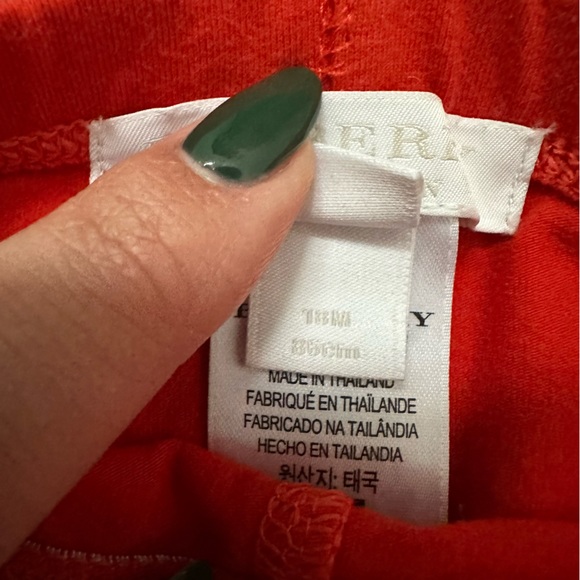 18M
86cm
MADE IN THAILAND
FABRIQUÉ EN THAÏLANDE
FABRICADO NA TAILÂNDIA
HECHO EN TAILANDIA
원산지: 태국